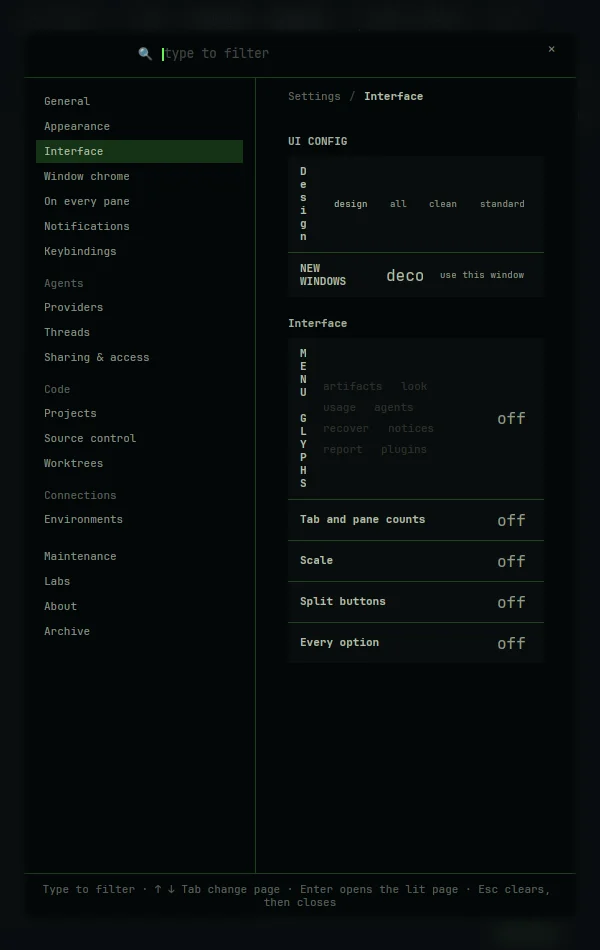 type to filter
×
General
Appearance
Interface
Window chrome
On every pane
Notifications
Keybindings
Agents
Providers
Threads
Sharing & access
Code
Projects
Source control
Worktrees
Connections
Environments
Maintenance
Labs
About
Archive
Settings / Interface
UI CONFIG
Design
design all clean standard
NEW WINDOWS
deco use this window
Interface
MENU GLYPHS
artifacts look
usage agents
recover notices
report plugins
off
Tab and pane counts off
Scale off
Split buttons off
Every option off
Type to filter · ↑ ↓ Tab change page · Enter opens the lit page · Esc clears,
then closes